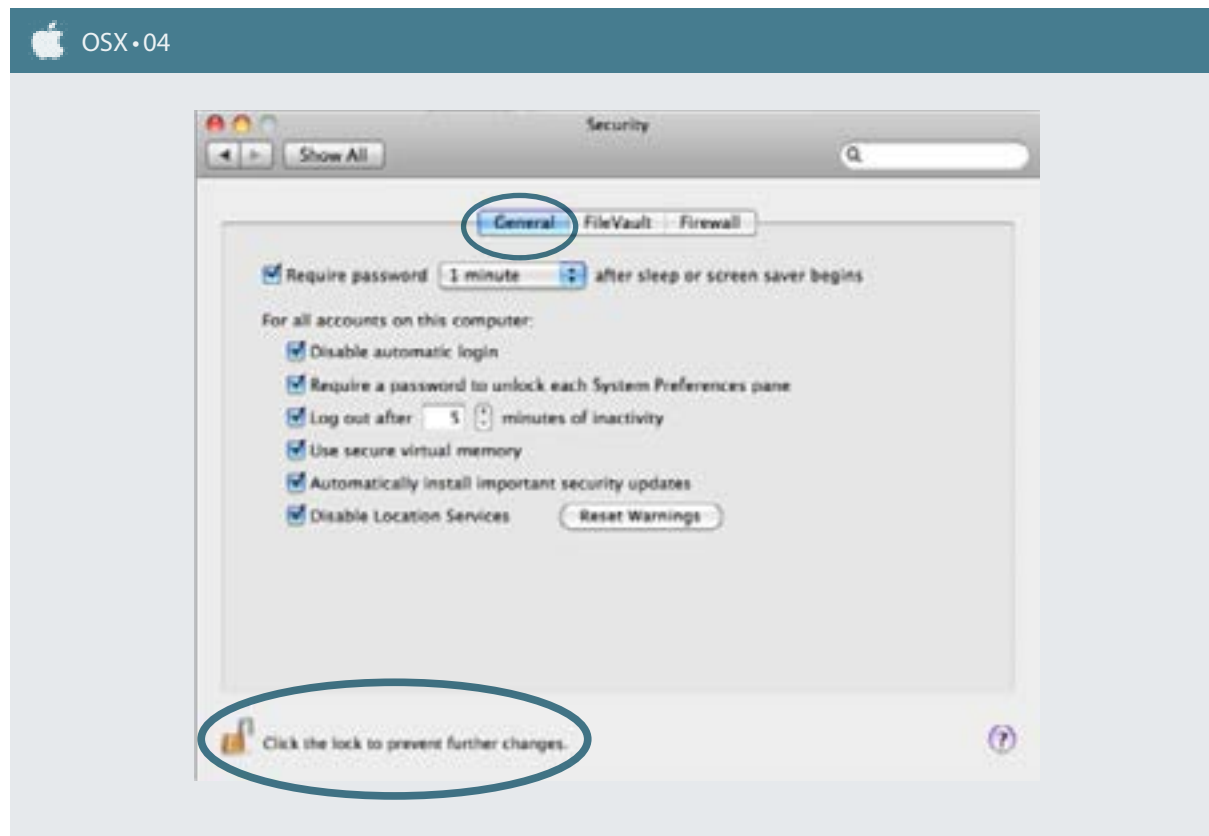 OSX•04
Security
Show All
General FileVault Firewall
Require password 1 minute after sleep or screen saver begins
For all accounts on this computer:
Disable automatic login
Require a password to unlock each System Preferences pane
Log out after 5 minutes of inactivity
Use secure virtual memory
Automatically install important security updates
Disable Location Services Reset Warnings
Click the lock to prevent further changes.
?